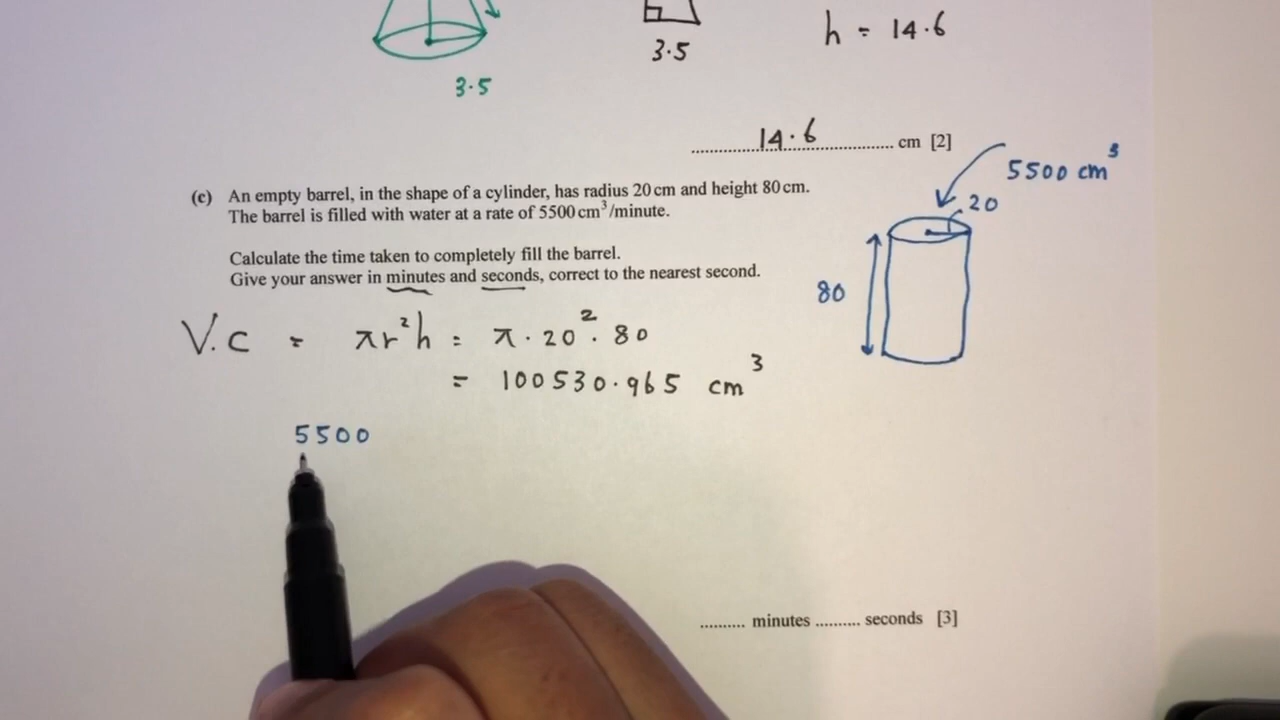 h = 14.6
3.5
3.5
14.6 cm [2]
5500 cm³
(c) An empty barrel, in the shape of a cylinder, has radius 20 cm and height 80 cm.
The barrel is filled with water at a rate of 5500 cm³/minute.
20
Calculate the time taken to completely fill the barrel.
Give your answer in minutes and seconds, correct to the nearest second.
80
V.C = πr²h = π · 20² · 80
= 100530.965 cm³
5500
.......... minutes .......... seconds [3]